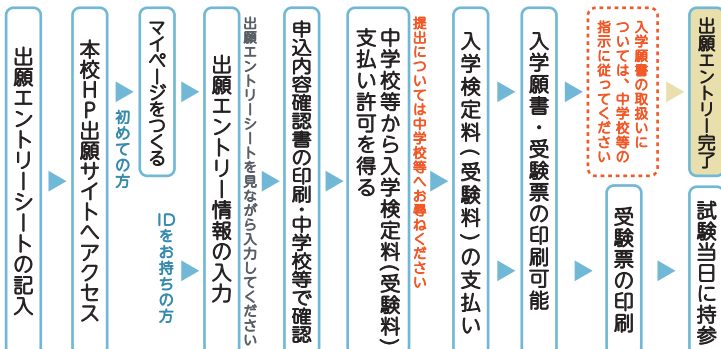 出願エントリーシートの記入
本校HP出願サイトへアクセス
初めての方
マイページをつくる
IDをお持ちの方
出願エントリー情報の入力
出願エントリーシートを見ながら入力してください
申込内容確認書の印刷・中学校等で確認
中学校等から入学検定料(受験料)
支払い許可を得る
提出については中学校等へお尋ねください
入学検定料(受験料)の支払い
入学願書・受験票の印刷可能
入学願書の取扱いに
ついては、中学校等の
指示に従ってください
出願エントリー完了
受験票の印刷
試験当日に持参